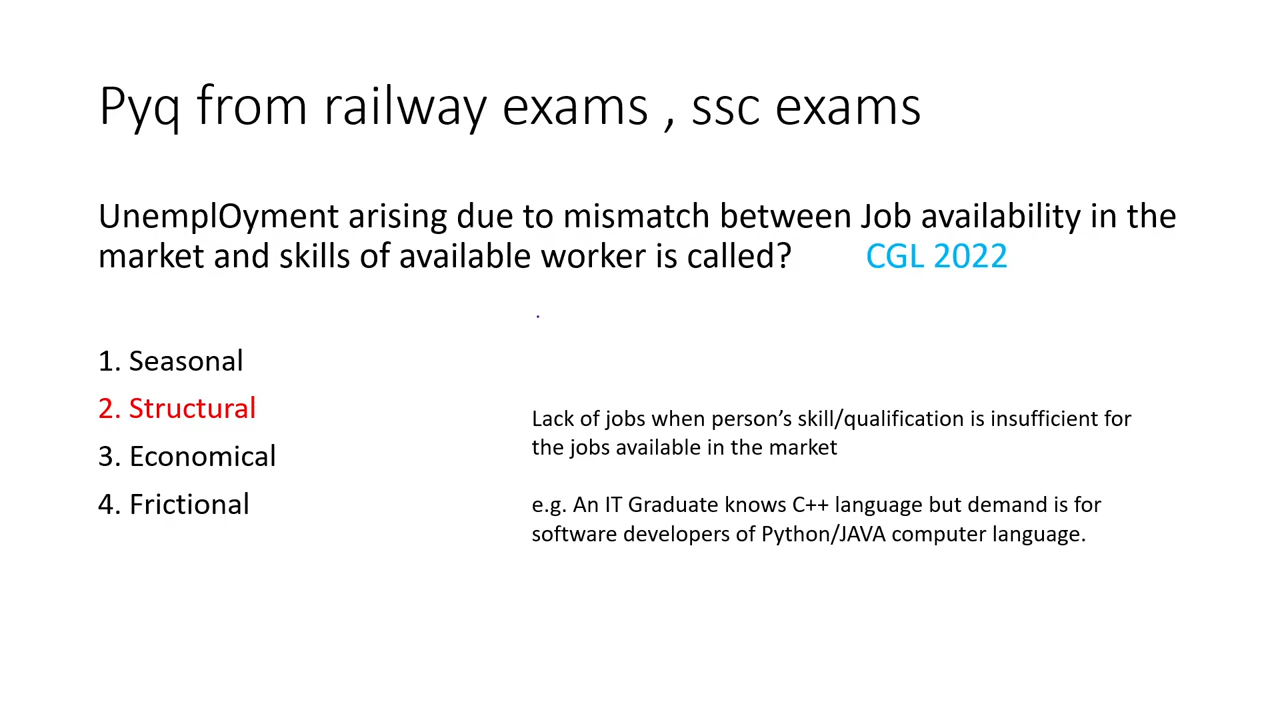 Pyq from railway exams , ssc exams
UnemplOyment arising due to mismatch between Job availability in the
market and skills of available worker is called? CGL 2022
1. Seasonal
2. Structural
3. Economical
4. Frictional
Lack of jobs when person’s skill/qualification is insufficient for
the jobs available in the market
e.g. An IT Graduate knows C++ language but demand is for
software developers of Python/JAVA computer language.